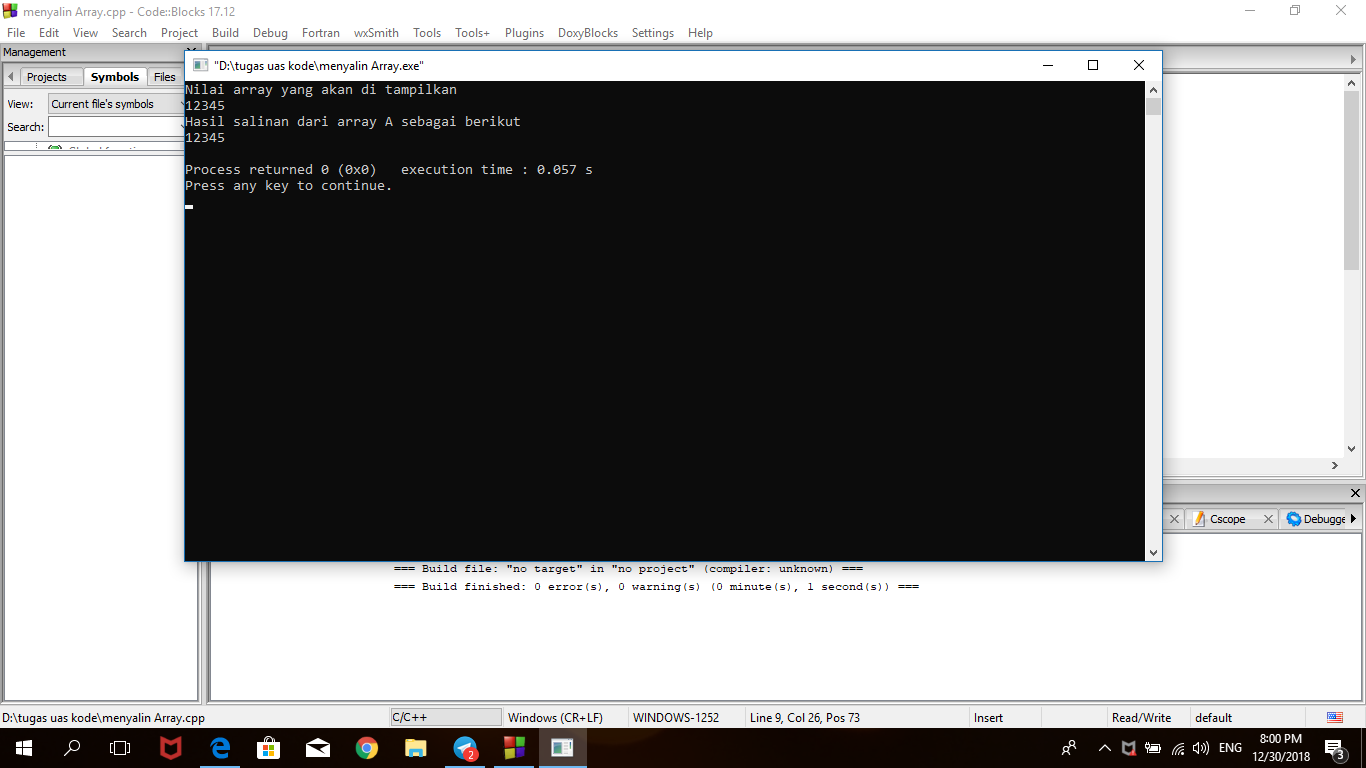 menyalin Array.cpp - Code::Blocks 17.12
File Edit View Search Project Build Debug Fortran wxSmith Tools Tools+ Plugins DoxyBlocks Settings Help
Management
Projects Symbols Files
View: Current file's symbols
Search:
"D:\tugas uas kode\menyalin Array.exe"
Nilai array yang akan di tampilkan
12345
Hasil salinan dari array A sebagai berikut
12345
Process returned 0 (0x0)   execution time : 0.057 s
Press any key to continue.
Cscope Debugge
=== Build file: "no target" in "no project" (compiler: unknown) ===
=== Build finished: 0 error(s), 0 warning(s) (0 minute(s), 1 second(s)) ===
D:\tugas uas kode\menyalin Array.cpp C/C++ Windows (CR+LF) WINDOWS-1252 Line 9, Col 26, Pos 73 Insert Read/Write default
2 ENG 8:00 PM
12/30/2018 3